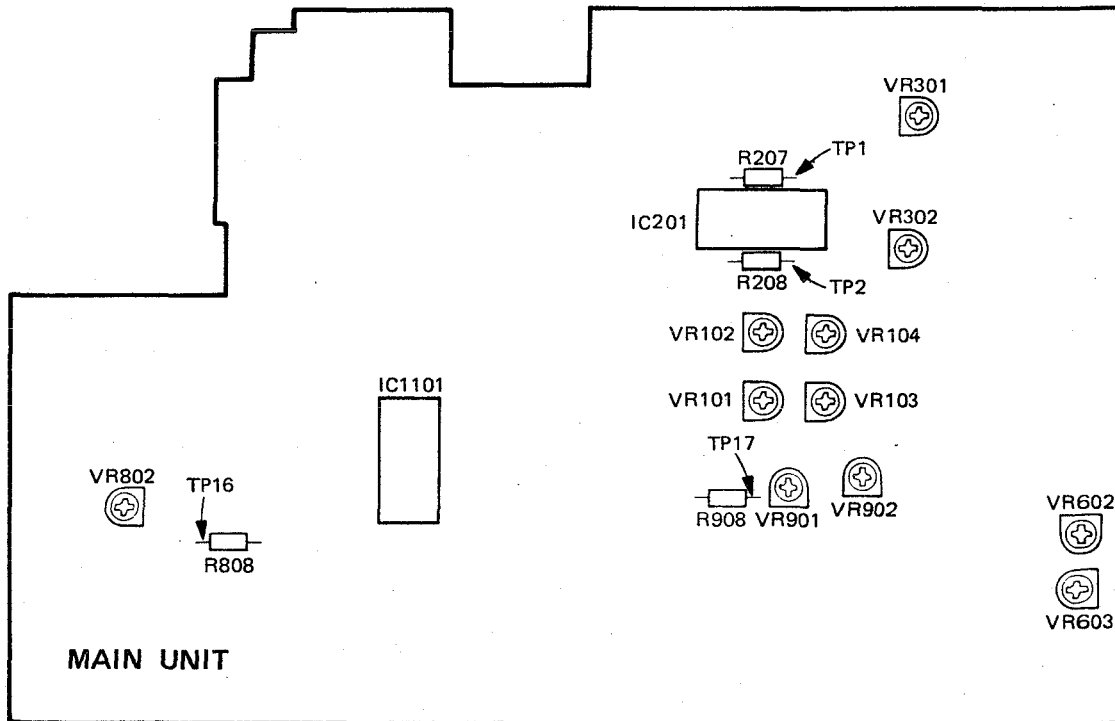 VR301
R207
TP1
IC201
VR302
R208
TP2
VR102
VR104
IC1101
VR101
VR103
TP17
VR802
TP16
R908
VR901
VR902
VR602
R808
VR603
MAIN UNIT